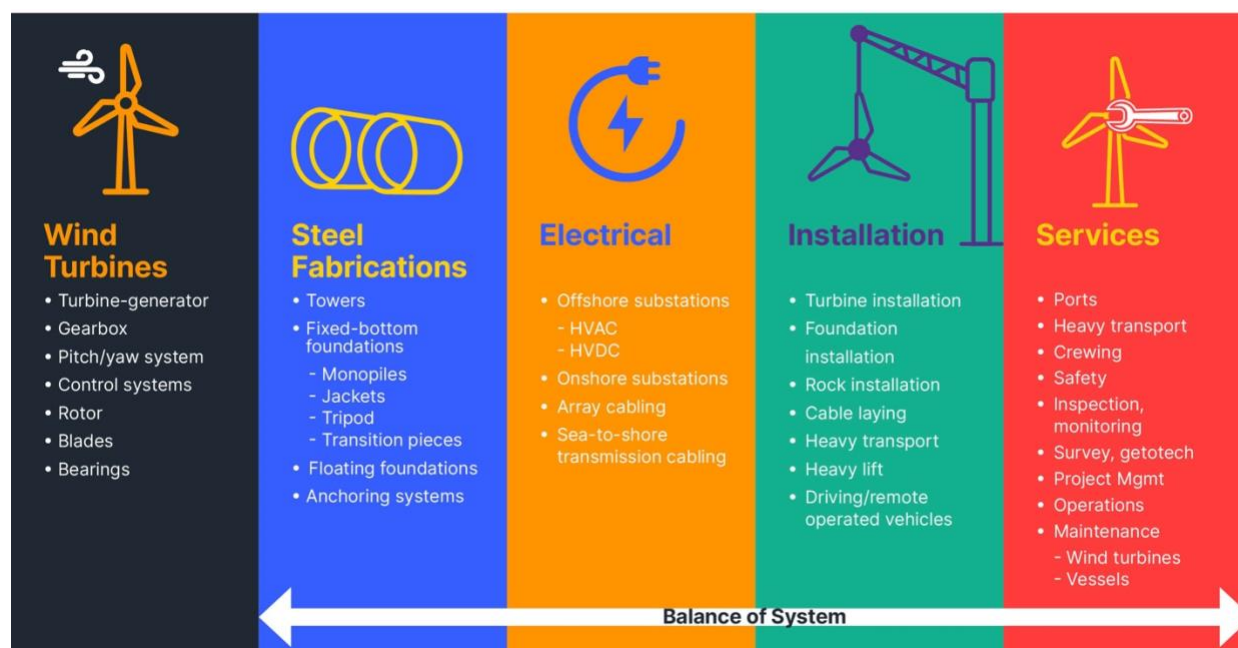 Wind
Turbines
• Turbine-generator
• Gearbox
• Pitch/yaw system
• Control systems
• Rotor
• Blades
• Bearings
Steel
Fabrications
• Towers
• Fixed-bottom
foundations
- Monopiles
- Jackets
- Tripod
- Transition pieces
• Floating foundations
• Anchoring systems
Electrical
• Offshore substations
- HVAC
- HVDC
• Onshore substations
• Array cabling
• Sea-to-shore
transmission cabling
Installation
• Turbine installation
• Foundation
installation
• Rock installation
• Cable laying
• Heavy transport
• Heavy lift
• Driving/remote
operated vehicles
Services
• Ports
• Heavy transport
• Crewing
• Safety
• Inspection,
monitoring
• Survey, getotech
• Project Mgmt
• Operations
• Maintenance
- Wind turbines
- Vessels
Balance of System